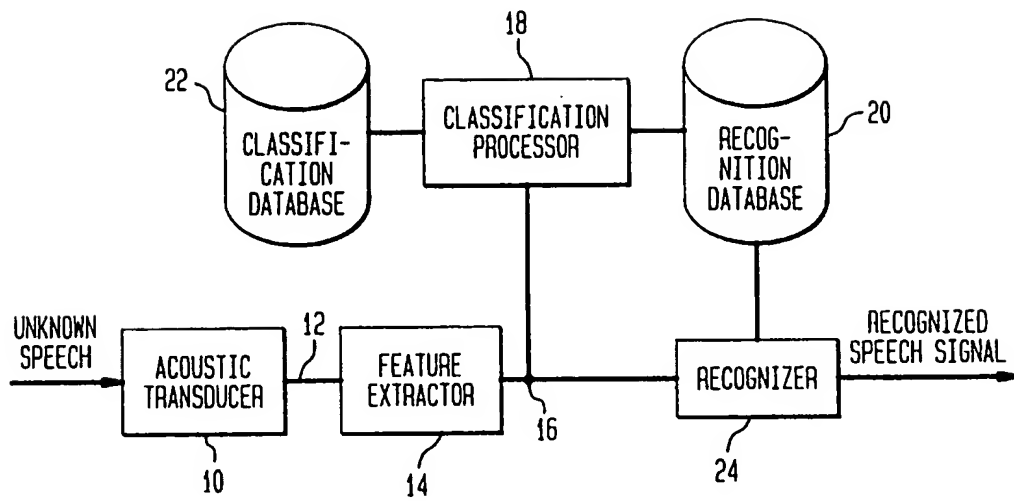 18
22
20
CLASSIFI-
CATION
DATABASE
CLASSIFICATION
PROCESSOR
RECOG-
NITION
DATABASE
UNKNOWN
SPEECH
12
RECOGNIZED
SPEECH SIGNAL
ACOUSTIC
TRANSDUCER
FEATURE
EXTRACTOR
RECOGNIZER
16
10
14
24